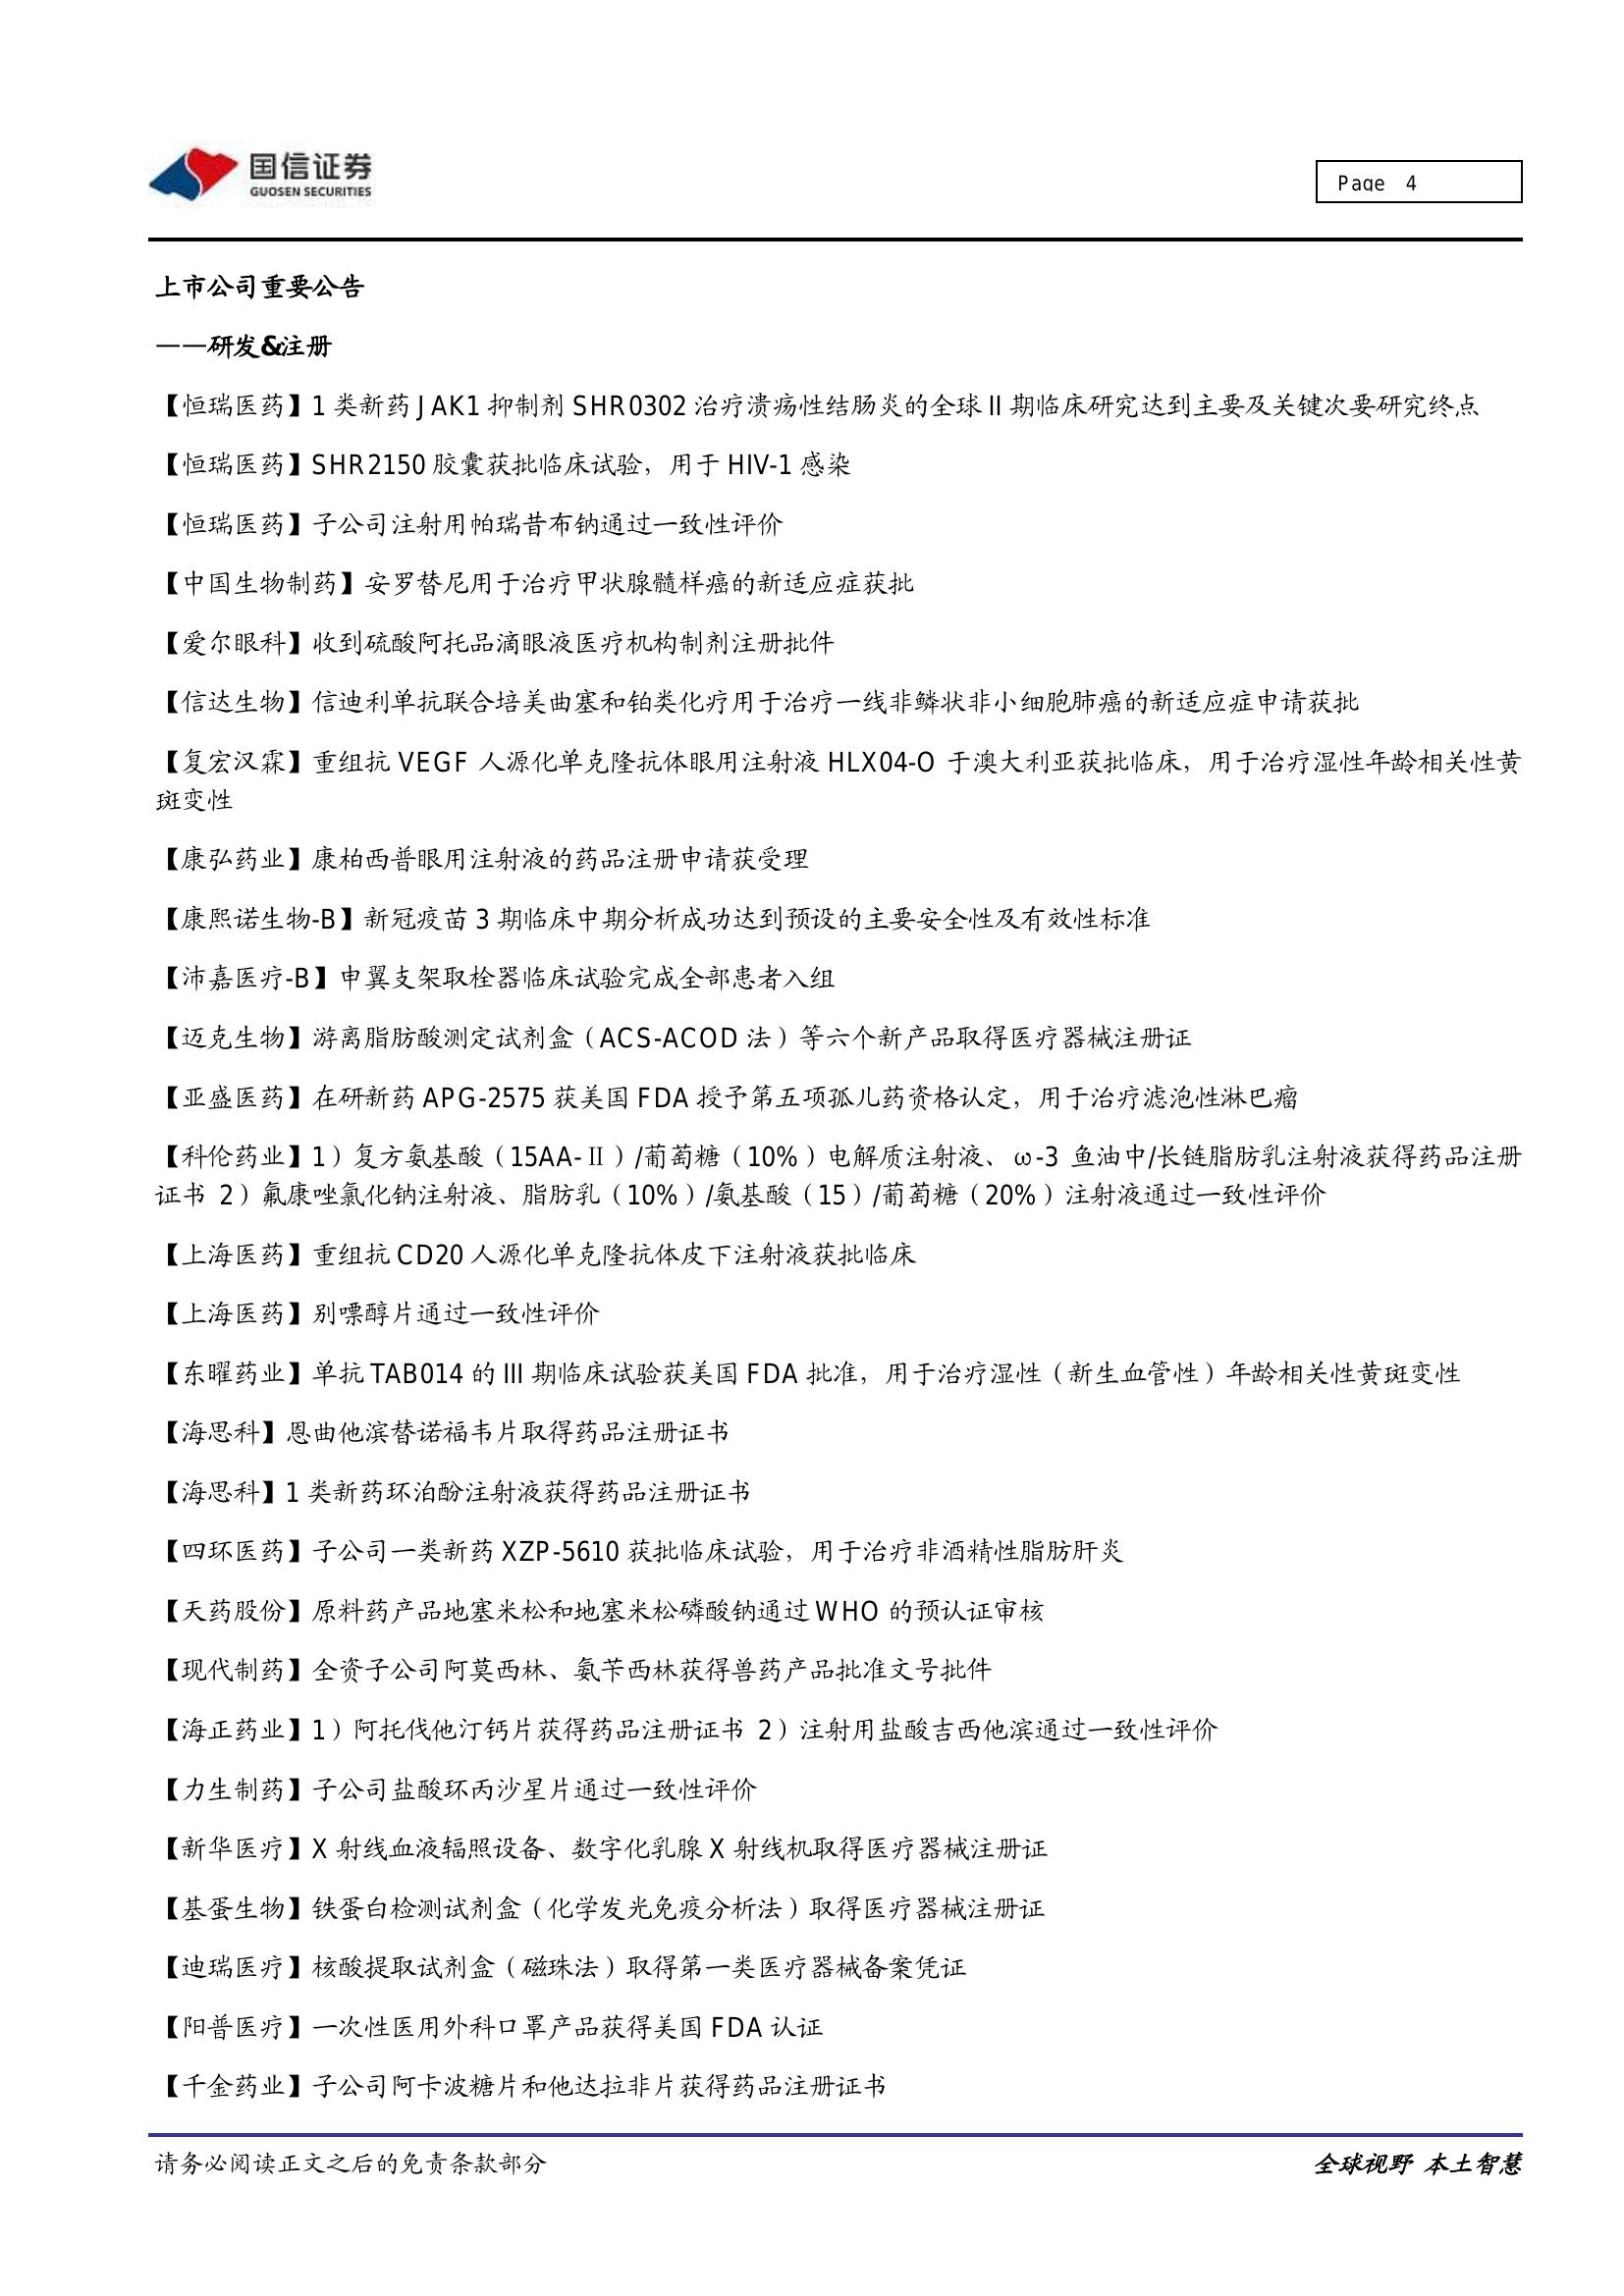 国信证券
GUOSEN SECURITIES
Page 4
上市公司重要公告
——研发&注册
【恒瑞医药】1 类新药 JAK1 抑制剂 SHR0302 治疗溃疡性结肠炎的全球 II 期临床研究达到主要及关键次要研究终点
【恒瑞医药】SHR2150 胶囊获批临床试验，用于 HIV-1 感染
【恒瑞医药】子公司注射用帕瑞昔布钠通过一致性评价
【中国生物制药】安罗替尼用于治疗甲状腺髓样癌的新适应症获批
【爱尔眼科】收到硫酸阿托品滴眼液医疗机构制剂注册批件
【信达生物】信迪利单抗联合培美曲塞和铂类化疗用于治疗一线非鳞状非小细胞肺癌的新适应症申请获批
【复宏汉霖】重组抗 VEGF 人源化单克隆抗体眼用注射液 HLX04-O 于澳大利亚获批临床，用于治疗湿性年龄相关性黄
斑变性
【康弘药业】康柏西普眼用注射液的药品注册申请获受理
【康熙诺生物-B】新冠疫苗 3 期临床中期分析成功达到预设的主要安全性及有效性标准
【沛嘉医疗-B】申翼支架取栓器临床试验完成全部患者入组
【迈克生物】游离脂肪酸测定试剂盒（ACS-ACOD 法）等六个新产品取得医疗器械注册证
【亚盛医药】在研新药 APG-2575 获美国 FDA 授予第五项孤儿药资格认定，用于治疗滤泡性淋巴瘤
【科伦药业】1）复方氨基酸（15AA-Ⅱ）/葡萄糖（10%）电解质注射液、ω-3 鱼油中/长链脂肪乳注射液获得药品注册
证书 2）氟康唑氯化钠注射液、脂肪乳（10%）/氨基酸（15）/葡萄糖（20%）注射液通过一致性评价
【上海医药】重组抗 CD20 人源化单克隆抗体皮下注射液获批临床
【上海医药】别嘌醇片通过一致性评价
【东曜药业】单抗 TAB014 的 III 期临床试验获美国 FDA 批准，用于治疗湿性（新生血管性）年龄相关性黄斑变性
【海思科】恩曲他滨替诺福韦片取得药品注册证书
【海思科】1 类新药环泊酚注射液获得药品注册证书
【四环医药】子公司一类新药 XZP-5610 获批临床试验，用于治疗非酒精性脂肪肝炎
【天药股份】原料药产品地塞米松和地塞米松磷酸钠通过 WHO 的预认证审核
【现代制药】全资子公司阿莫西林、氨苄西林获得兽药产品批准文号批件
【海正药业】1）阿托伐他汀钙片获得药品注册证书 2）注射用盐酸吉西他滨通过一致性评价
【力生制药】子公司盐酸环丙沙星片通过一致性评价
【新华医疗】X 射线血液辐照设备、数字化乳腺 X 射线机取得医疗器械注册证
【基蛋生物】铁蛋白检测试剂盒（化学发光免疫分析法）取得医疗器械注册证
【迪瑞医疗】核酸提取试剂盒（磁珠法）取得第一类医疗器械备案凭证
【阳普医疗】一次性医用外科口罩产品获得美国 FDA 认证
【千金药业】子公司阿卡波糖片和他达拉非片获得药品注册证书
请务必阅读正文之后的免责条款部分
全球视野 本土智慧